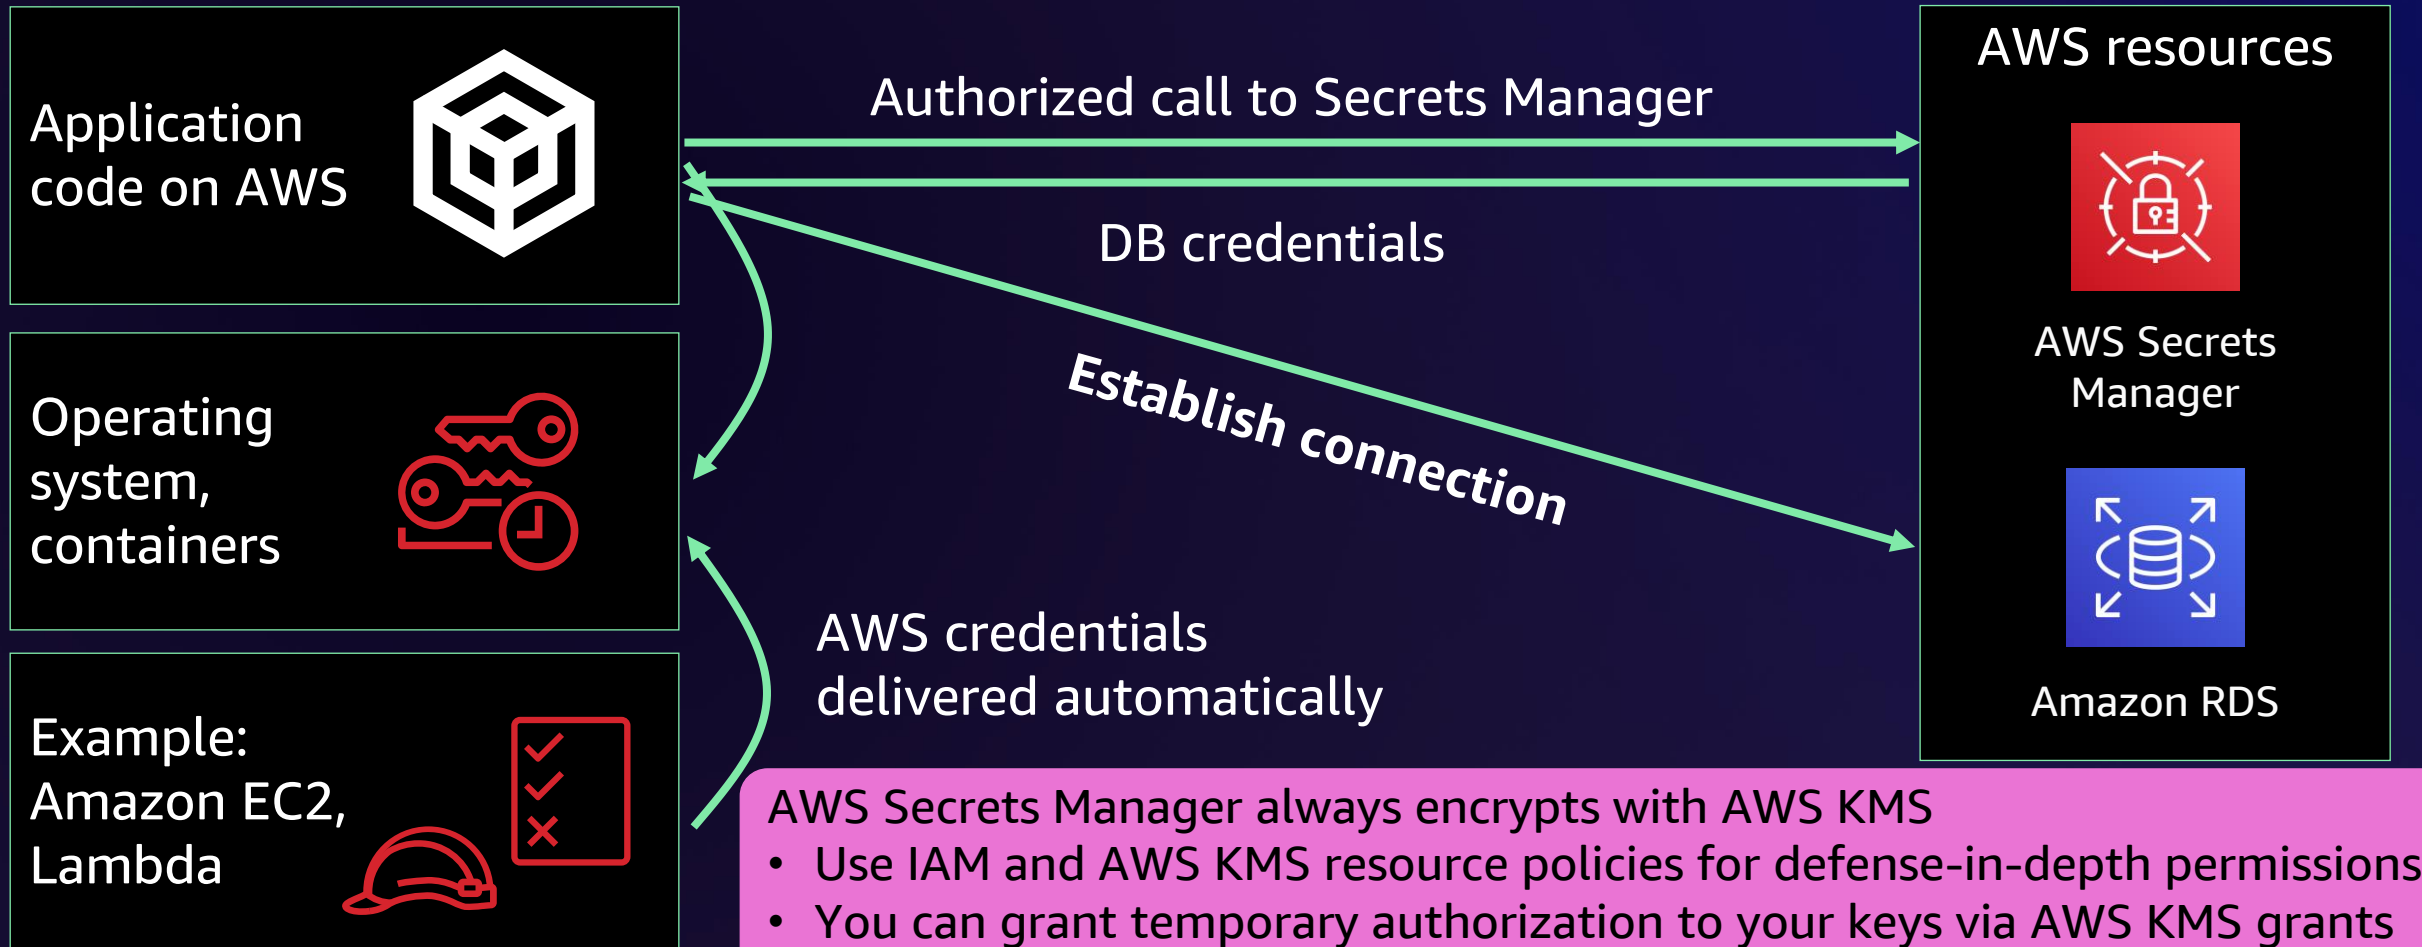 Application
code on AWS
Authorized call to Secrets Manager
DB credentials
Establish connection
AWS resources
AWS Secrets
Manager
Amazon RDS
Operating
system,
containers
AWS credentials
delivered automatically
Example:
Amazon EC2,
Lambda
AWS Secrets Manager always encrypts with AWS KMS
• Use IAM and AWS KMS resource policies for defense-in-depth permissions
• You can grant temporary authorization to your keys via AWS KMS grants